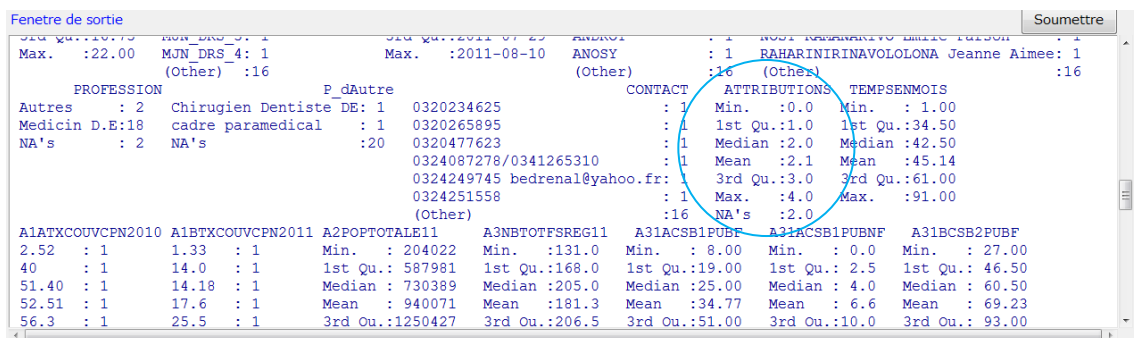 Fenetre de sortie Soumettre
Max. :22.00 MJN_DRS_4: 1 Max. :2011-08-10 ANOSY : 1 RAHARINIRINAVOLOLONA Jeanne Aimee: 1
(Other) :16 (Other) :16 (Other) :16
PROFESSION P_dAutre CONTACT ATTRIBUTIONS TEMPSENMOIS
Autres : 2 Chirugien Dentiste DE: 1 0320234625 : 1 Min. :0.0 Min. : 1.00
Medicin D.E:18 cadre paramedical : 1 0320265895 : 1 1st Qu.:1.0 1st Qu.:34.50
NA's : 2 NA's :20 0320477623 : 1 Median :2.0 Median :42.50
0324087278/0341265310 : 1 Mean :2.1 Mean :45.14
0324249745 bedrenal@yahoo.fr: 1 3rd Qu.:3.0 3rd Qu.:61.00
0324251558 : 1 Max. :4.0 Max. :91.00
(Other) :16 NA's :2.0
A1ATXCOUVCPN2010 A1BTXCOUVCPN2011 A2POPTOTALE11 A3NBTOTFSREG11 A31ACSB1PUBF A31ACSB1PUBNF A31BCSB2PUBF
2.52 : 1 1.33 : 1 Min. : 204022 Min. :131.0 Min. : 8.00 Min. : 0.0 Min. : 27.00
40 : 1 14.0 : 1 1st Qu.: 587981 1st Qu.:168.0 1st Qu.:19.00 1st Qu.: 2.5 1st Qu.: 46.50
51.40 : 1 14.18 : 1 Median : 730389 Median :205.0 Median :25.00 Median : 4.0 Median : 60.50
52.51 : 1 17.6 : 1 Mean : 940071 Mean :181.3 Mean :34.77 Mean : 6.6 Mean : 69.23
56.3 : 1 25.5 : 1 3rd Qu.:1250427 3rd Qu.:206.5 3rd Qu.:51.00 3rd Qu.:10.0 3rd Qu.: 93.00